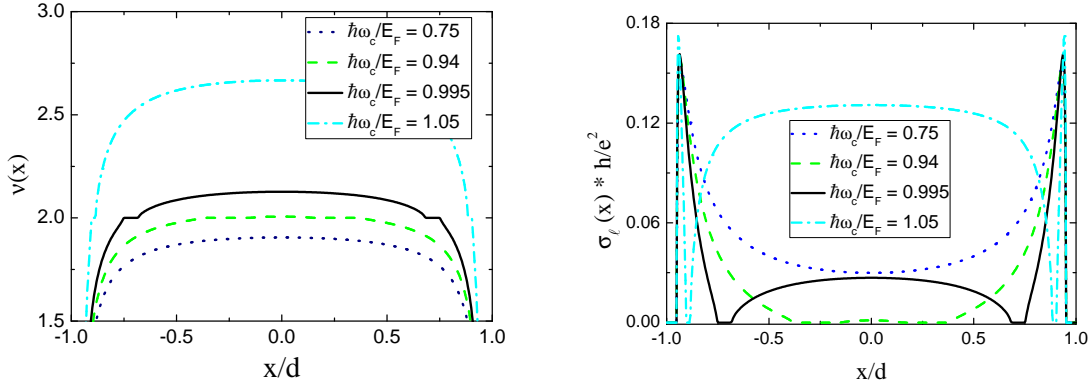 3.0
2.5
2.0
1.5
ν(x)
ħω_c/E_F = 0.75
ħω_c/E_F = 0.94
ħω_c/E_F = 0.995
ħω_c/E_F = 1.05
-1.0 -0.5 0.0 0.5 1.0
x/d
0.18
0.12
0.06
0.00
σ_ℓ (x) * h/e²
ħω_c/E_F = 0.75
ħω_c/E_F = 0.94
ħω_c/E_F = 0.995
ħω_c/E_F = 1.05
-1.0 -0.5 0.0 0.5 1.0
x/d